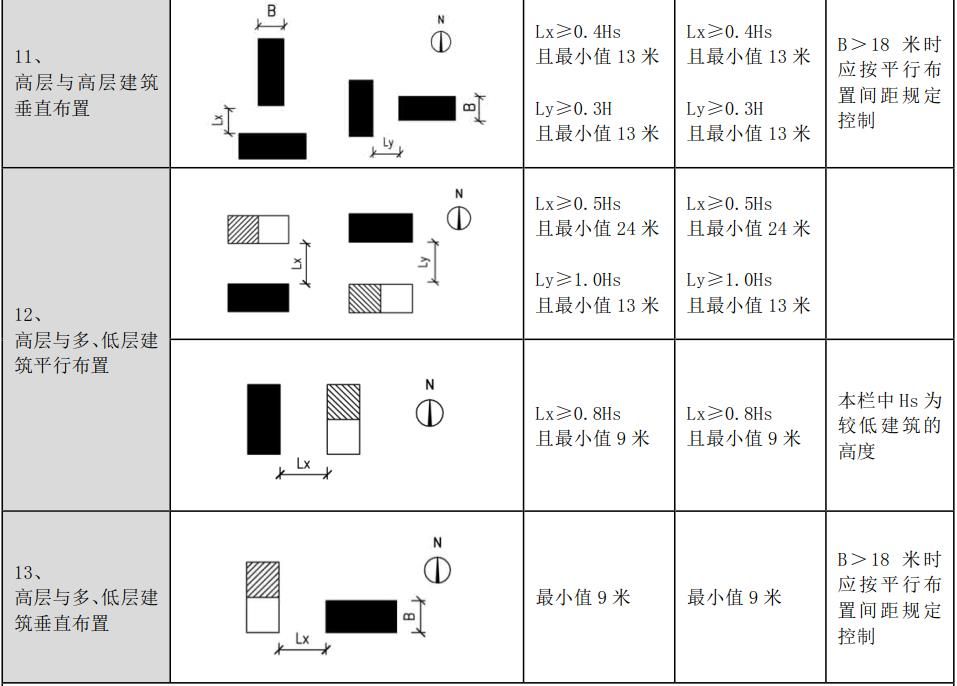 11、
高层与高层建筑
垂直布置
B
N
Lx
Ly
B
Lx≥0.4Hs
且最小值 13 米
Ly≥0.3H
且最小值 13 米
Lx≥0.4Hs
且最小值 13 米
Ly≥0.3H
且最小值 13 米
B＞18 米时
应按平行布
置间距规定
控制
12、
高层与多、低层建
筑平行布置
N
Lx
Ly
Lx≥0.5Hs
且最小值 24 米
Ly≥1.0Hs
且最小值 13 米
Lx≥0.5Hs
且最小值 24 米
Ly≥1.0Hs
且最小值 13 米
N
Lx
Lx≥0.8Hs
且最小值 9 米
Lx≥0.8Hs
且最小值 9 米
本栏中 Hs 为
较低建筑的
高度
13、
高层与多、低层建
筑垂直布置
N
B
Lx
最小值 9 米
最小值 9 米
B＞18 米时
应按平行布
置间距规定
控制